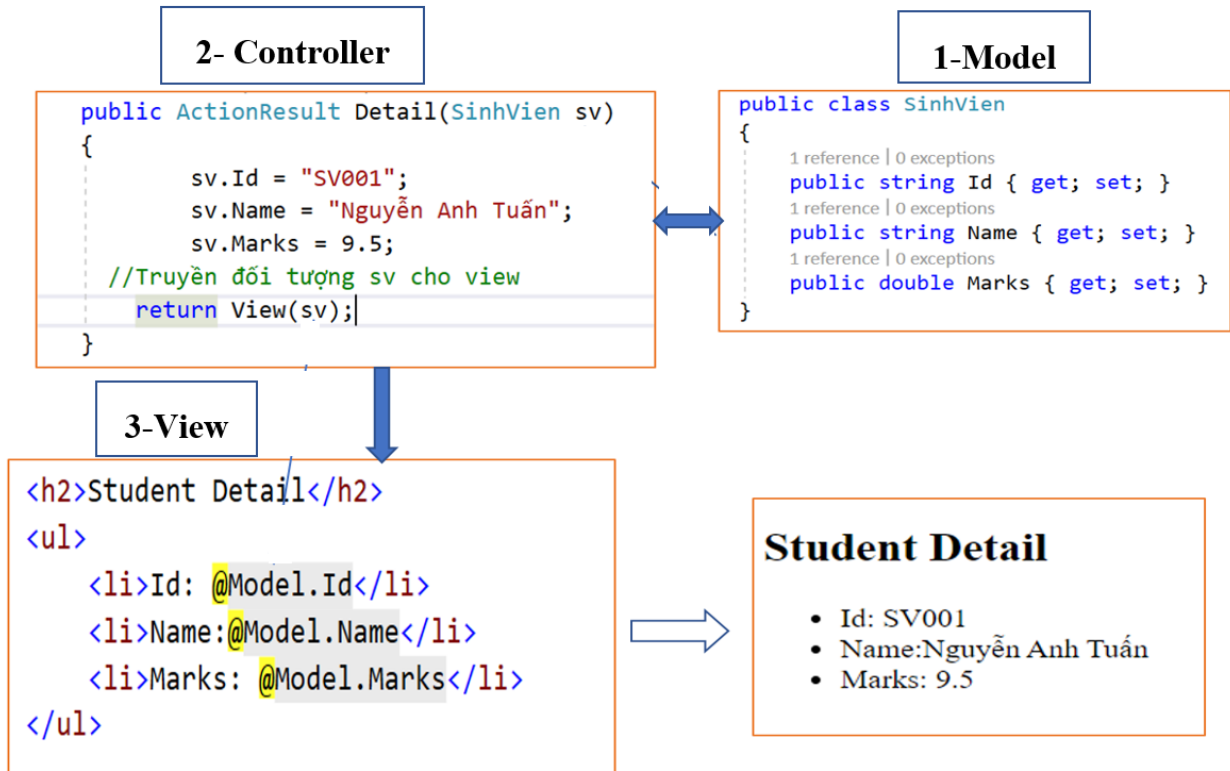 2- Controller
public ActionResult Detail(SinhVien sv)
{
sv.Id = "SV001";
sv.Name = "Nguyễn Anh Tuấn";
sv.Marks = 9.5;
//Truyền đối tượng sv cho view
return View(sv);
}
1-Model
public class SinhVien
{
1 reference | 0 exceptions
public string Id { get; set; }
1 reference | 0 exceptions
public string Name { get; set; }
1 reference | 0 exceptions
public double Marks { get; set; }
}
3-View
<h2>Student Detail</h2>
<ul>
<li>Id: @Model.Id</li>
<li>Name:@Model.Name</li>
<li>Marks: @Model.Marks</li>
</ul>
Student Detail
• Id: SV001
• Name:Nguyễn Anh Tuấn
• Marks: 9.5